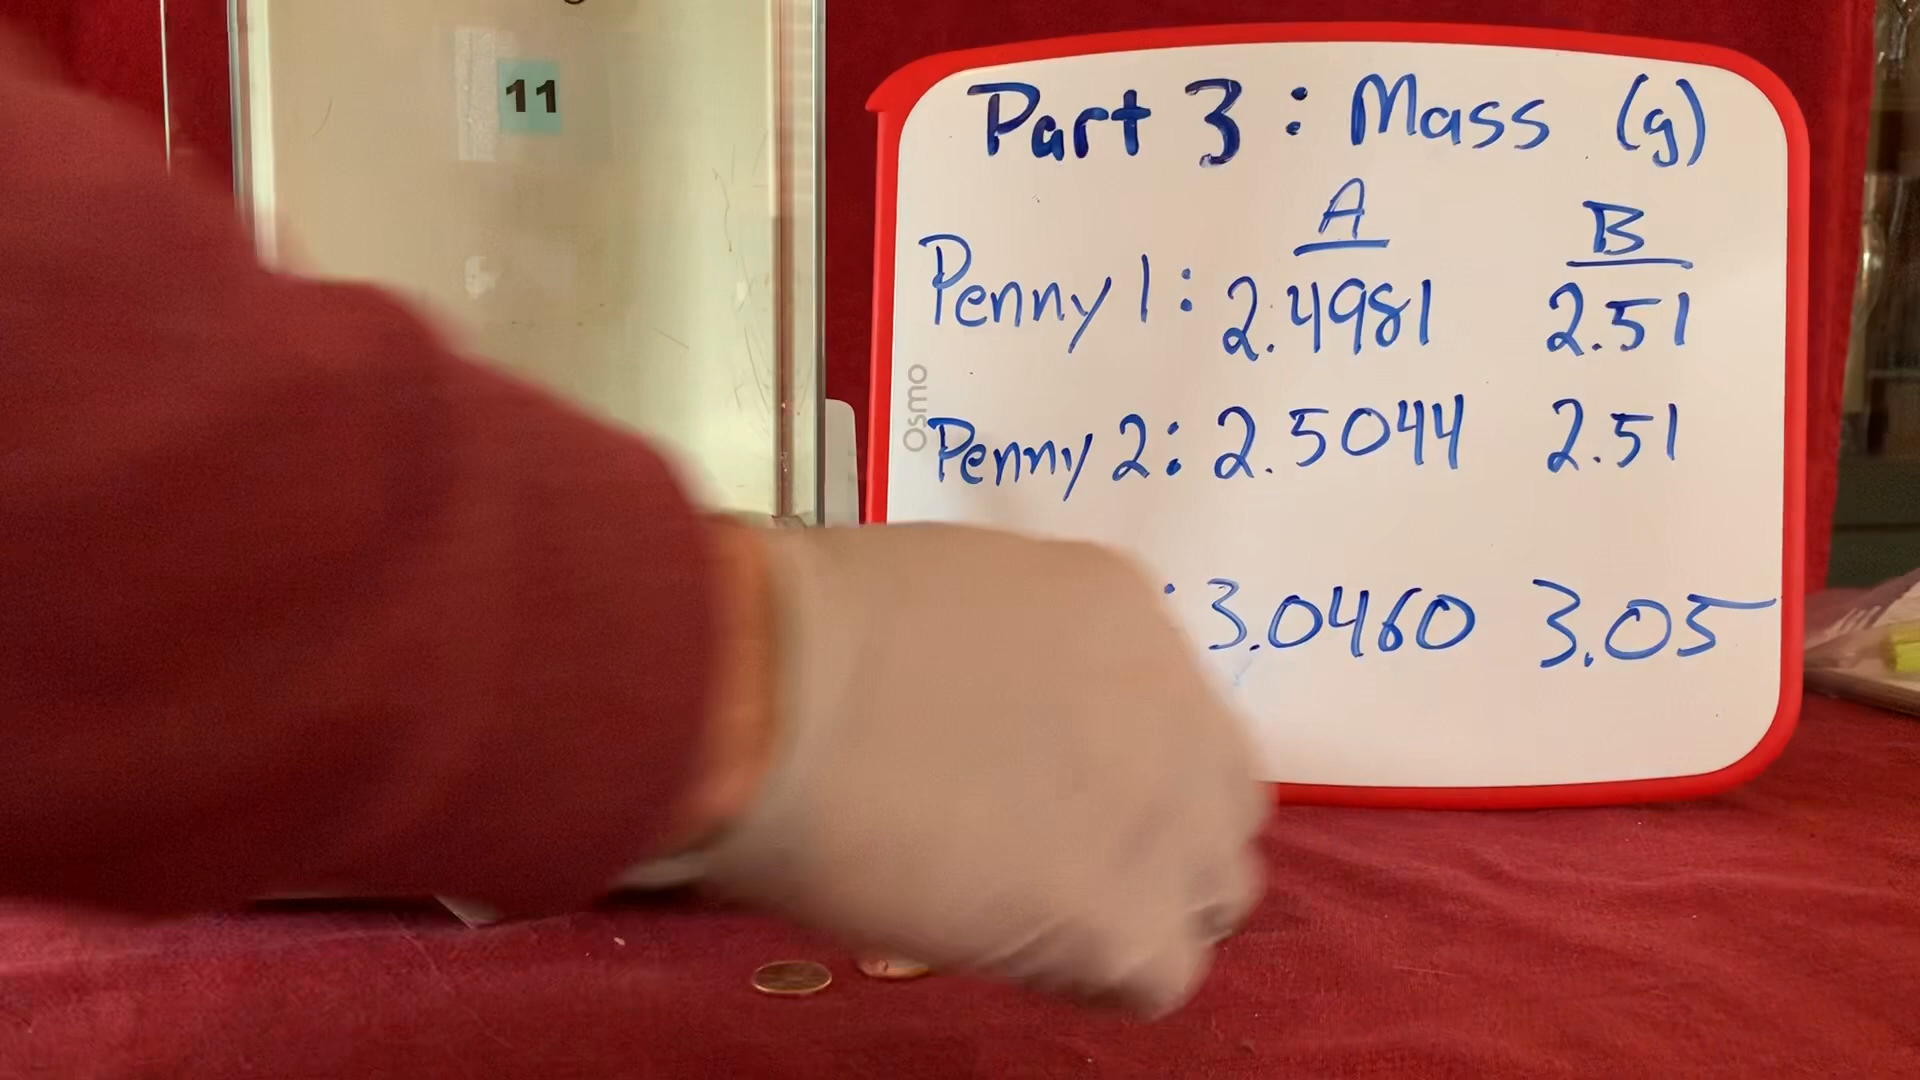 11
Part 3: Mass (g)
A B
Penny 1: 2.4981 2.51
Penny 2: 2.5044 2.51
: 3.0460 3.05
Osmo